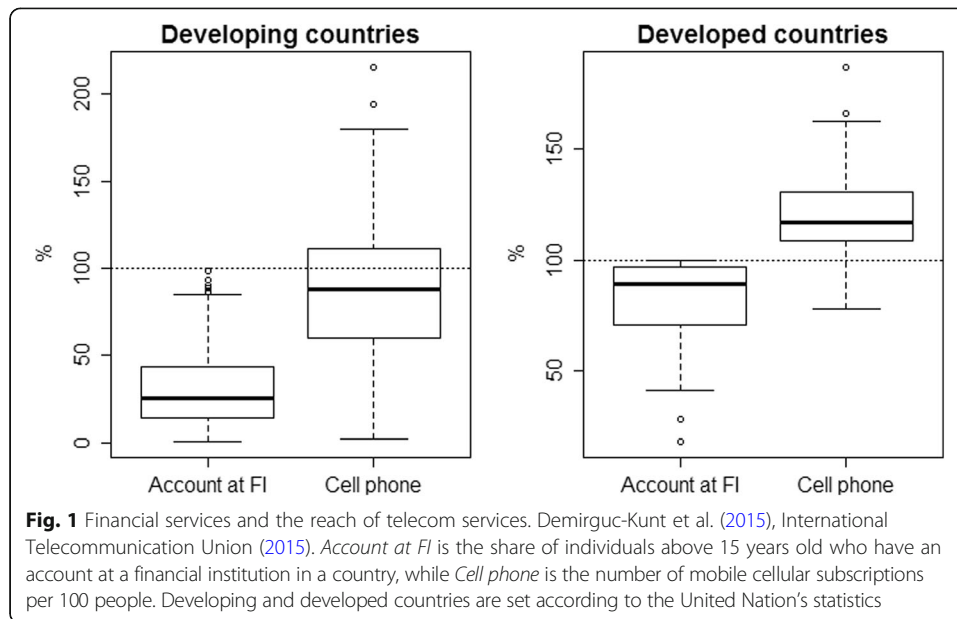 Developing countries
Developed countries
%
200
150
100
50
0
Account at FI
Cell phone
%
150
100
50
Account at FI
Cell phone
Fig. 1 Financial services and the reach of telecom services. Demirguc-Kunt et al. (2015), International
Telecommunication Union (2015). Account at FI is the share of individuals above 15 years old who have an
account at a financial institution in a country, while Cell phone is the number of mobile cellular subscriptions
per 100 people. Developing and developed countries are set according to the United Nation's statistics